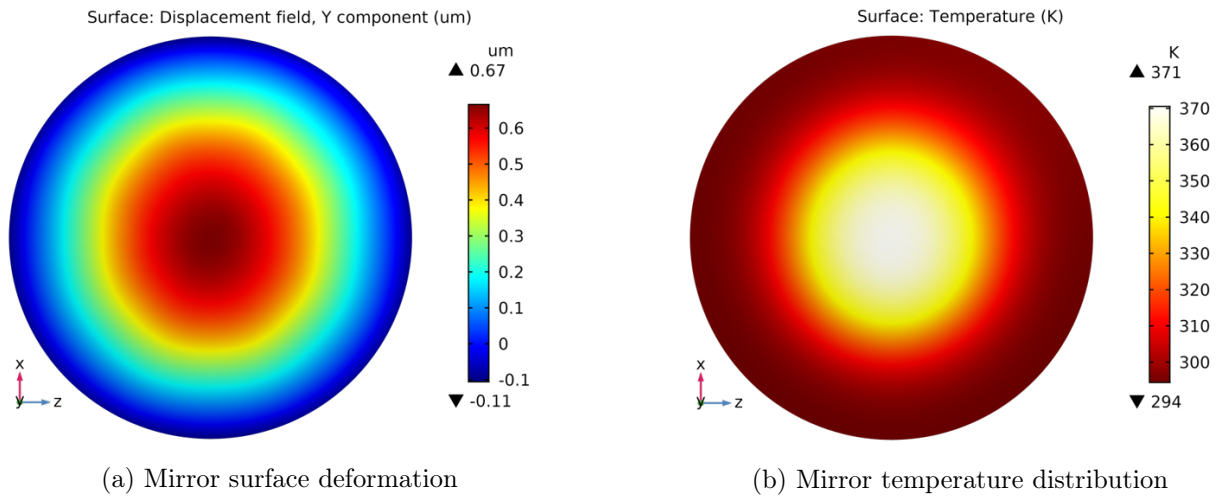 Surface: Displacement field, Y component (um)
um
▲ 0.67
0.6
0.5
0.4
0.3
0.2
0.1
0
-0.1
▼ -0.11
x
y
z
(a) Mirror surface deformation
Surface: Temperature (K)
K
▲ 371
370
360
350
340
330
320
310
300
▼ 294
x
y
z
(b) Mirror temperature distribution